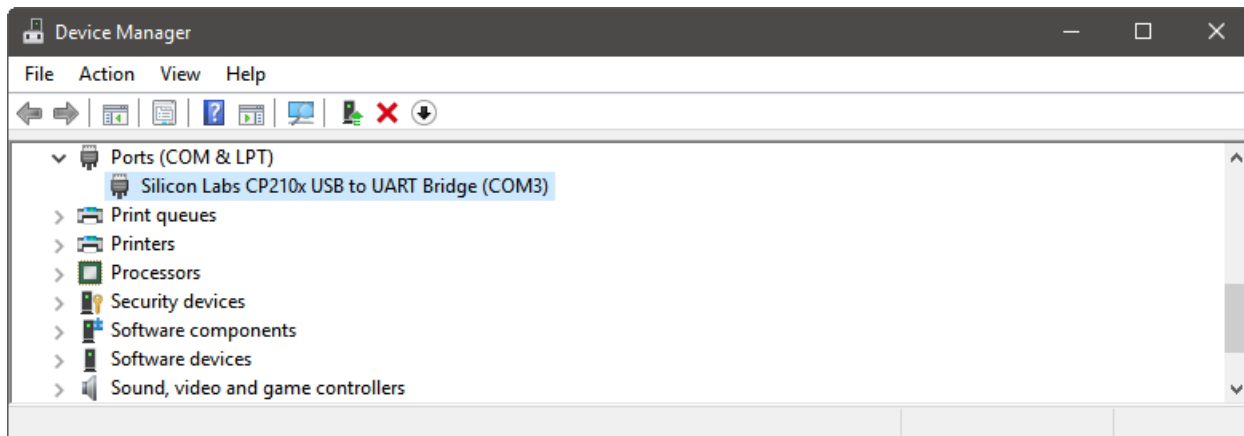 Device Manager
File Action View Help
Ports (COM & LPT)
Silicon Labs CP210x USB to UART Bridge (COM3)
Print queues
Printers
Processors
Security devices
Software components
Software devices
Sound, video and game controllers